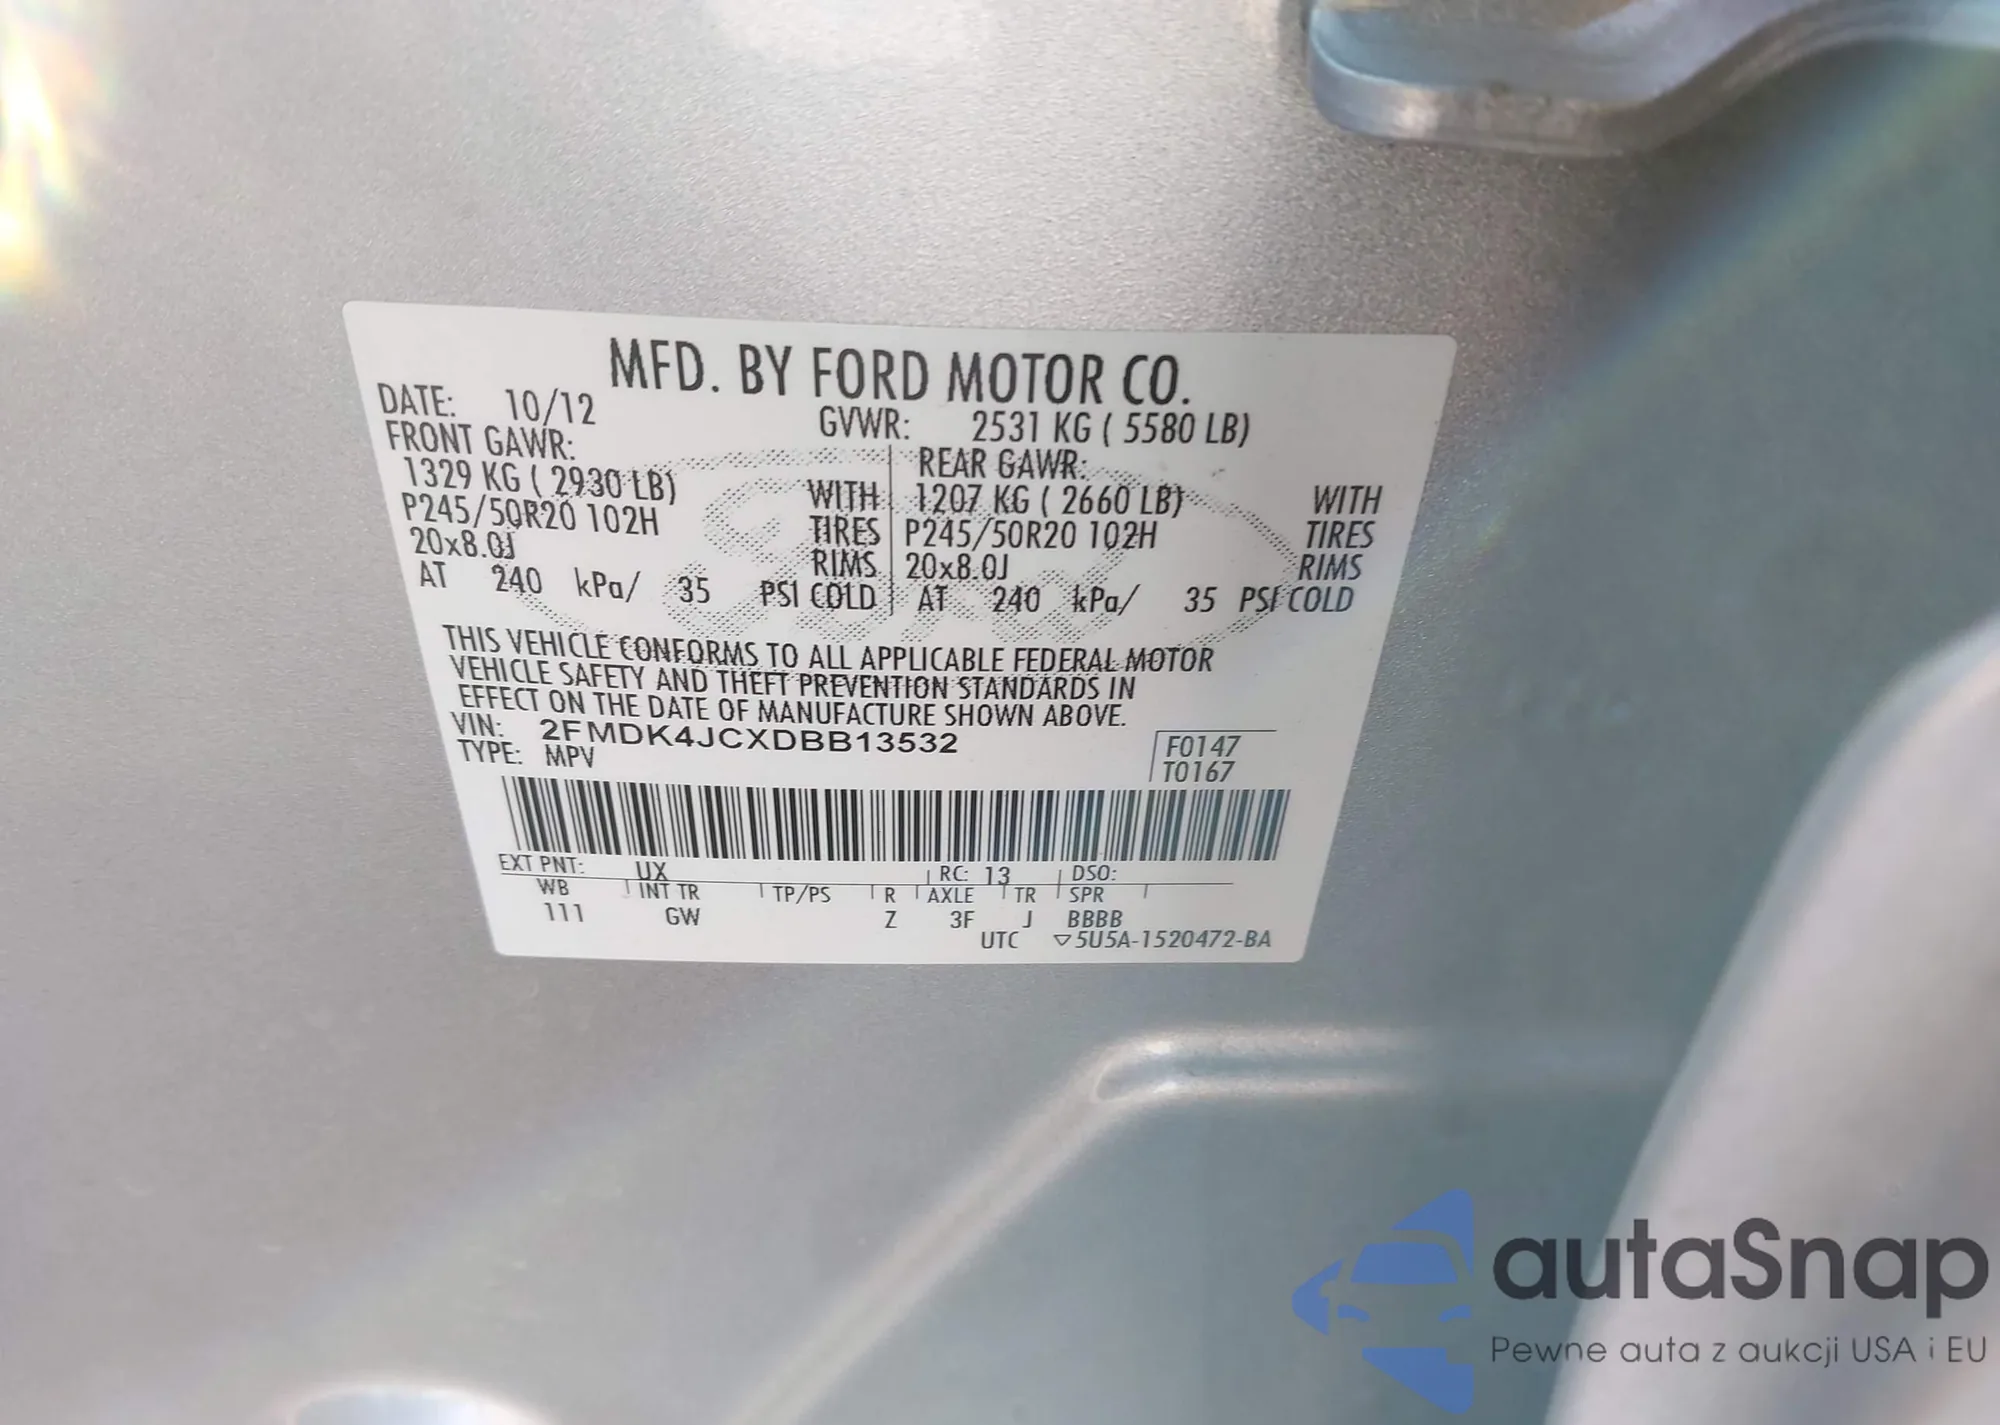 MFD. BY FORD MOTOR CO.
DATE: 10/12 GVWR: 2531 KG ( 5580 LB)
FRONT GAWR: REAR GAWR:
1329 KG ( 2930 LB) WITH 1207 KG ( 2660 LB) WITH
P245/50R20 102H TIRES P245/50R20 102H TIRES
20x8.0J RIMS 20x8.0J RIMS
AT 240 kPa/ 35 PSI COLD AT 240 kPa/ 35 PSI COLD
THIS VEHICLE CONFORMS TO ALL APPLICABLE FEDERAL MOTOR
VEHICLE SAFETY AND THEFT PREVENTION STANDARDS IN
EFFECT ON THE DATE OF MANUFACTURE SHOWN ABOVE.
VIN: 2FMDK4JCXDBB13532
TYPE: MPV
F0147
T0167
EXT PNT: UX RC: 13 DSO:
WB INT TR TP/PS R AXLE TR SPR
111 GW Z 3F J BBBB
UTC ▽5U5A-1520472-BA
autaSnap
Pewne auta z aukcji USA i EU